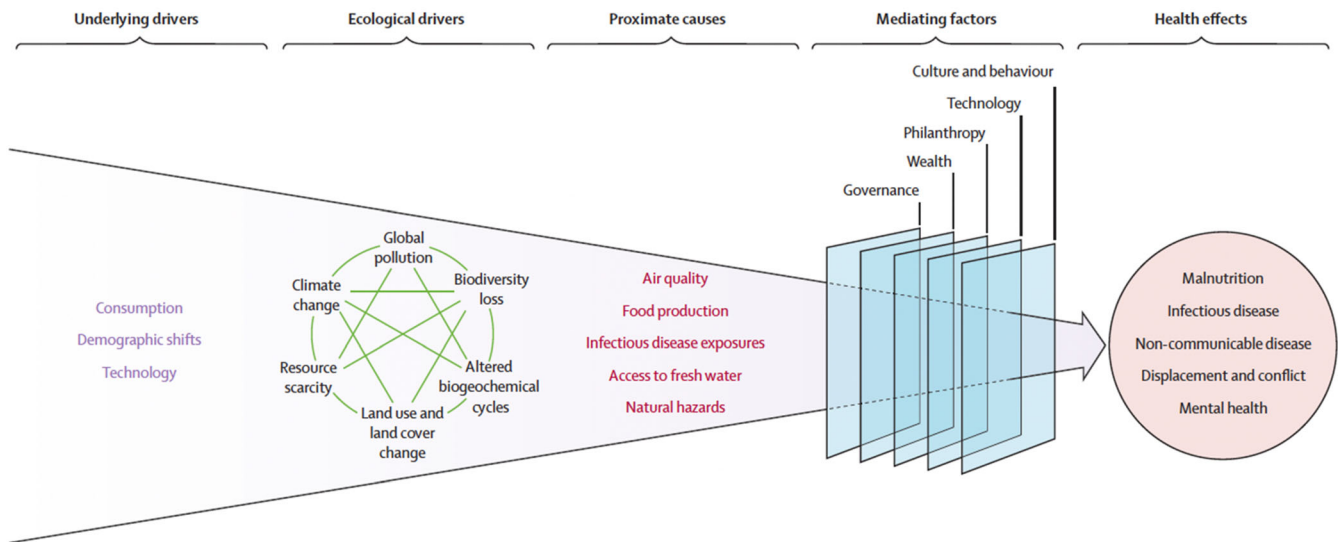 Underlying drivers
Ecological drivers
Proximate causes
Mediating factors
Health effects
Culture and behaviour
Technology
Philanthropy
Wealth
Governance
Consumption
Demographic shifts
Technology
Global
pollution
Biodiversity
loss
Altered
biogeochemical
cycles
Land use and
land cover
change
Resource
scarcity
Climate
change
Air quality
Food production
Infectious disease exposures
Access to fresh water
Natural hazards
Malnutrition
Infectious disease
Non-communicable disease
Displacement and conflict
Mental health